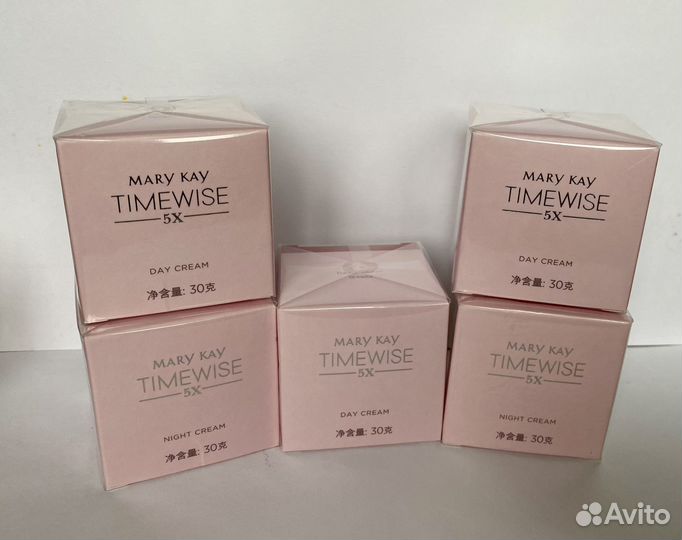 MARY KAY
TIMEWISE
5X
DAY CREAM
净含量: 30克
MARY KAY
TIMEWISE
5X
DAY CREAM
净含量: 30克
MARY KAY
TIMEWISE
5X
NIGHT CREAM
净含量: 30克
MARY KAY
TIMEWISE
5X
DAY CREAM
净含量: 30克
MARY KAY
TIMEWISE
5X
NIGHT CREAM
净含量: 30克
Avito